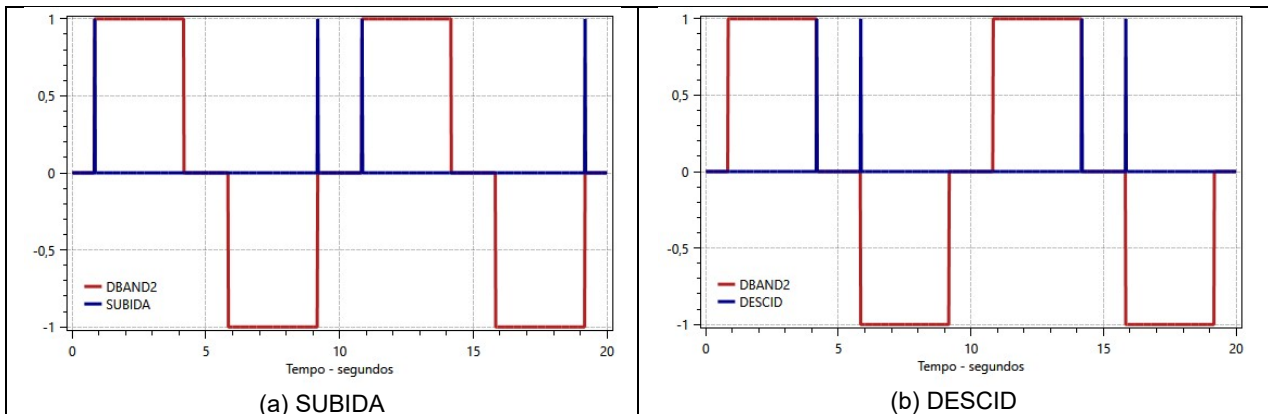 1
0,5
0
-0,5
-1
DBAND2
SUBIDA
0 5 10 15 20
Tempo - segundos
(a) SUBIDA
1
0,5
0
-0,5
-1
DBAND2
DESCID
0 5 10 15 20
Tempo - segundos
(b) DESCID